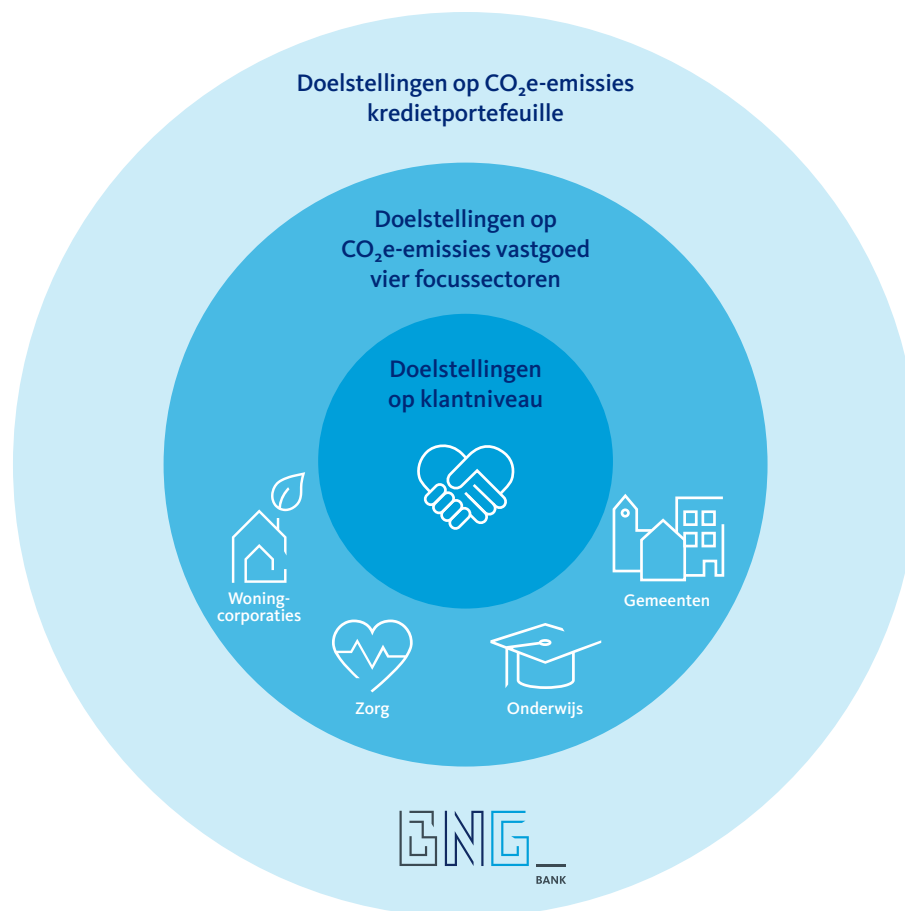 Doelstellingen op CO₂e-emissies
kredietportefeuille
Doelstellingen op
CO₂e-emissies vastgoed
vier focussectoren
Doelstellingen
op klantniveau
Woning-
corporaties
Gemeenten
Zorg
Onderwijs
BNG
BANK